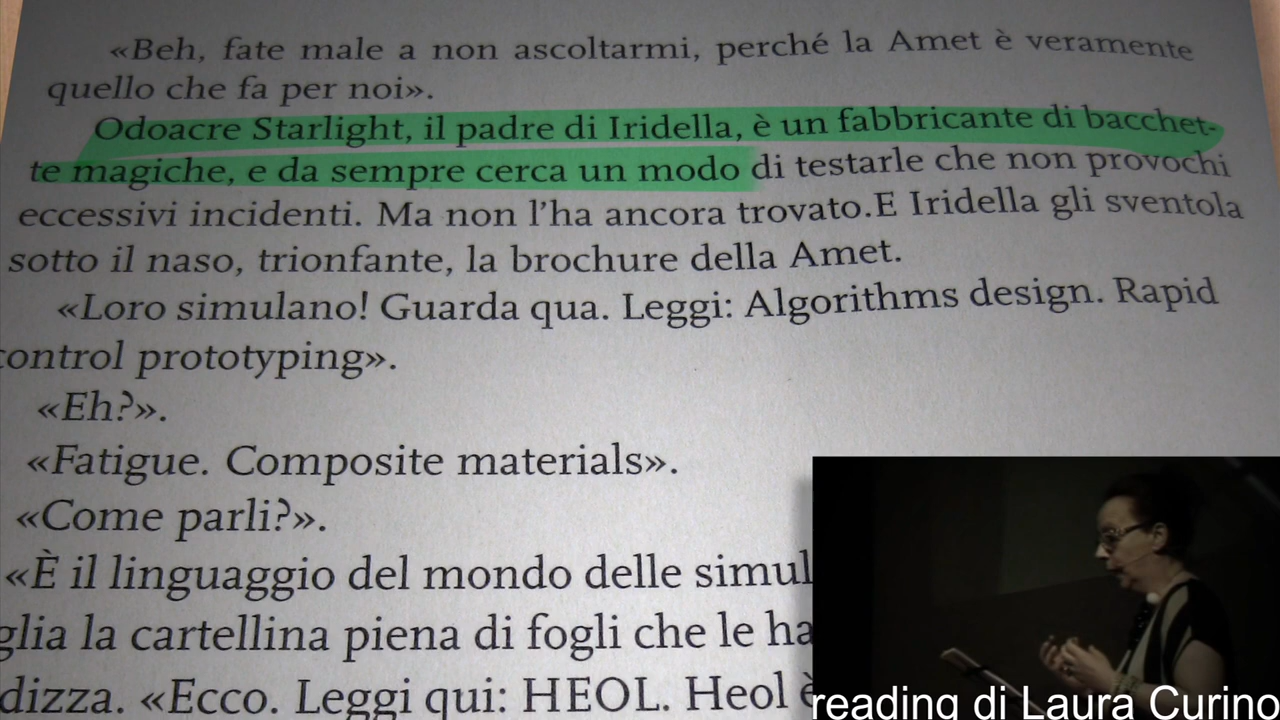 «Beh, fate male a non ascoltarmi, perché la Amet è veramente
quello che fa per noi».
Odoacre Starlight, il padre di Iridella, è un fabbricante di bacchet-
te magiche, e da sempre cerca un modo di testarle che non provochi
eccessivi incidenti. Ma non l'ha ancora trovato.E Iridella gli sventola
sotto il naso, trionfante, la brochure della Amet.
«Loro simulano! Guarda qua. Leggi: Algorithms design. Rapid
control prototyping».
«Eh?».
«Fatigue. Composite materials».
«Come parli?».
«È il linguaggio del mondo delle simul
glia la cartellina piena di fogli che le ha
dizza. «Ecco. Leggi qui: HEOL. Heol è
reading di Laura Curino